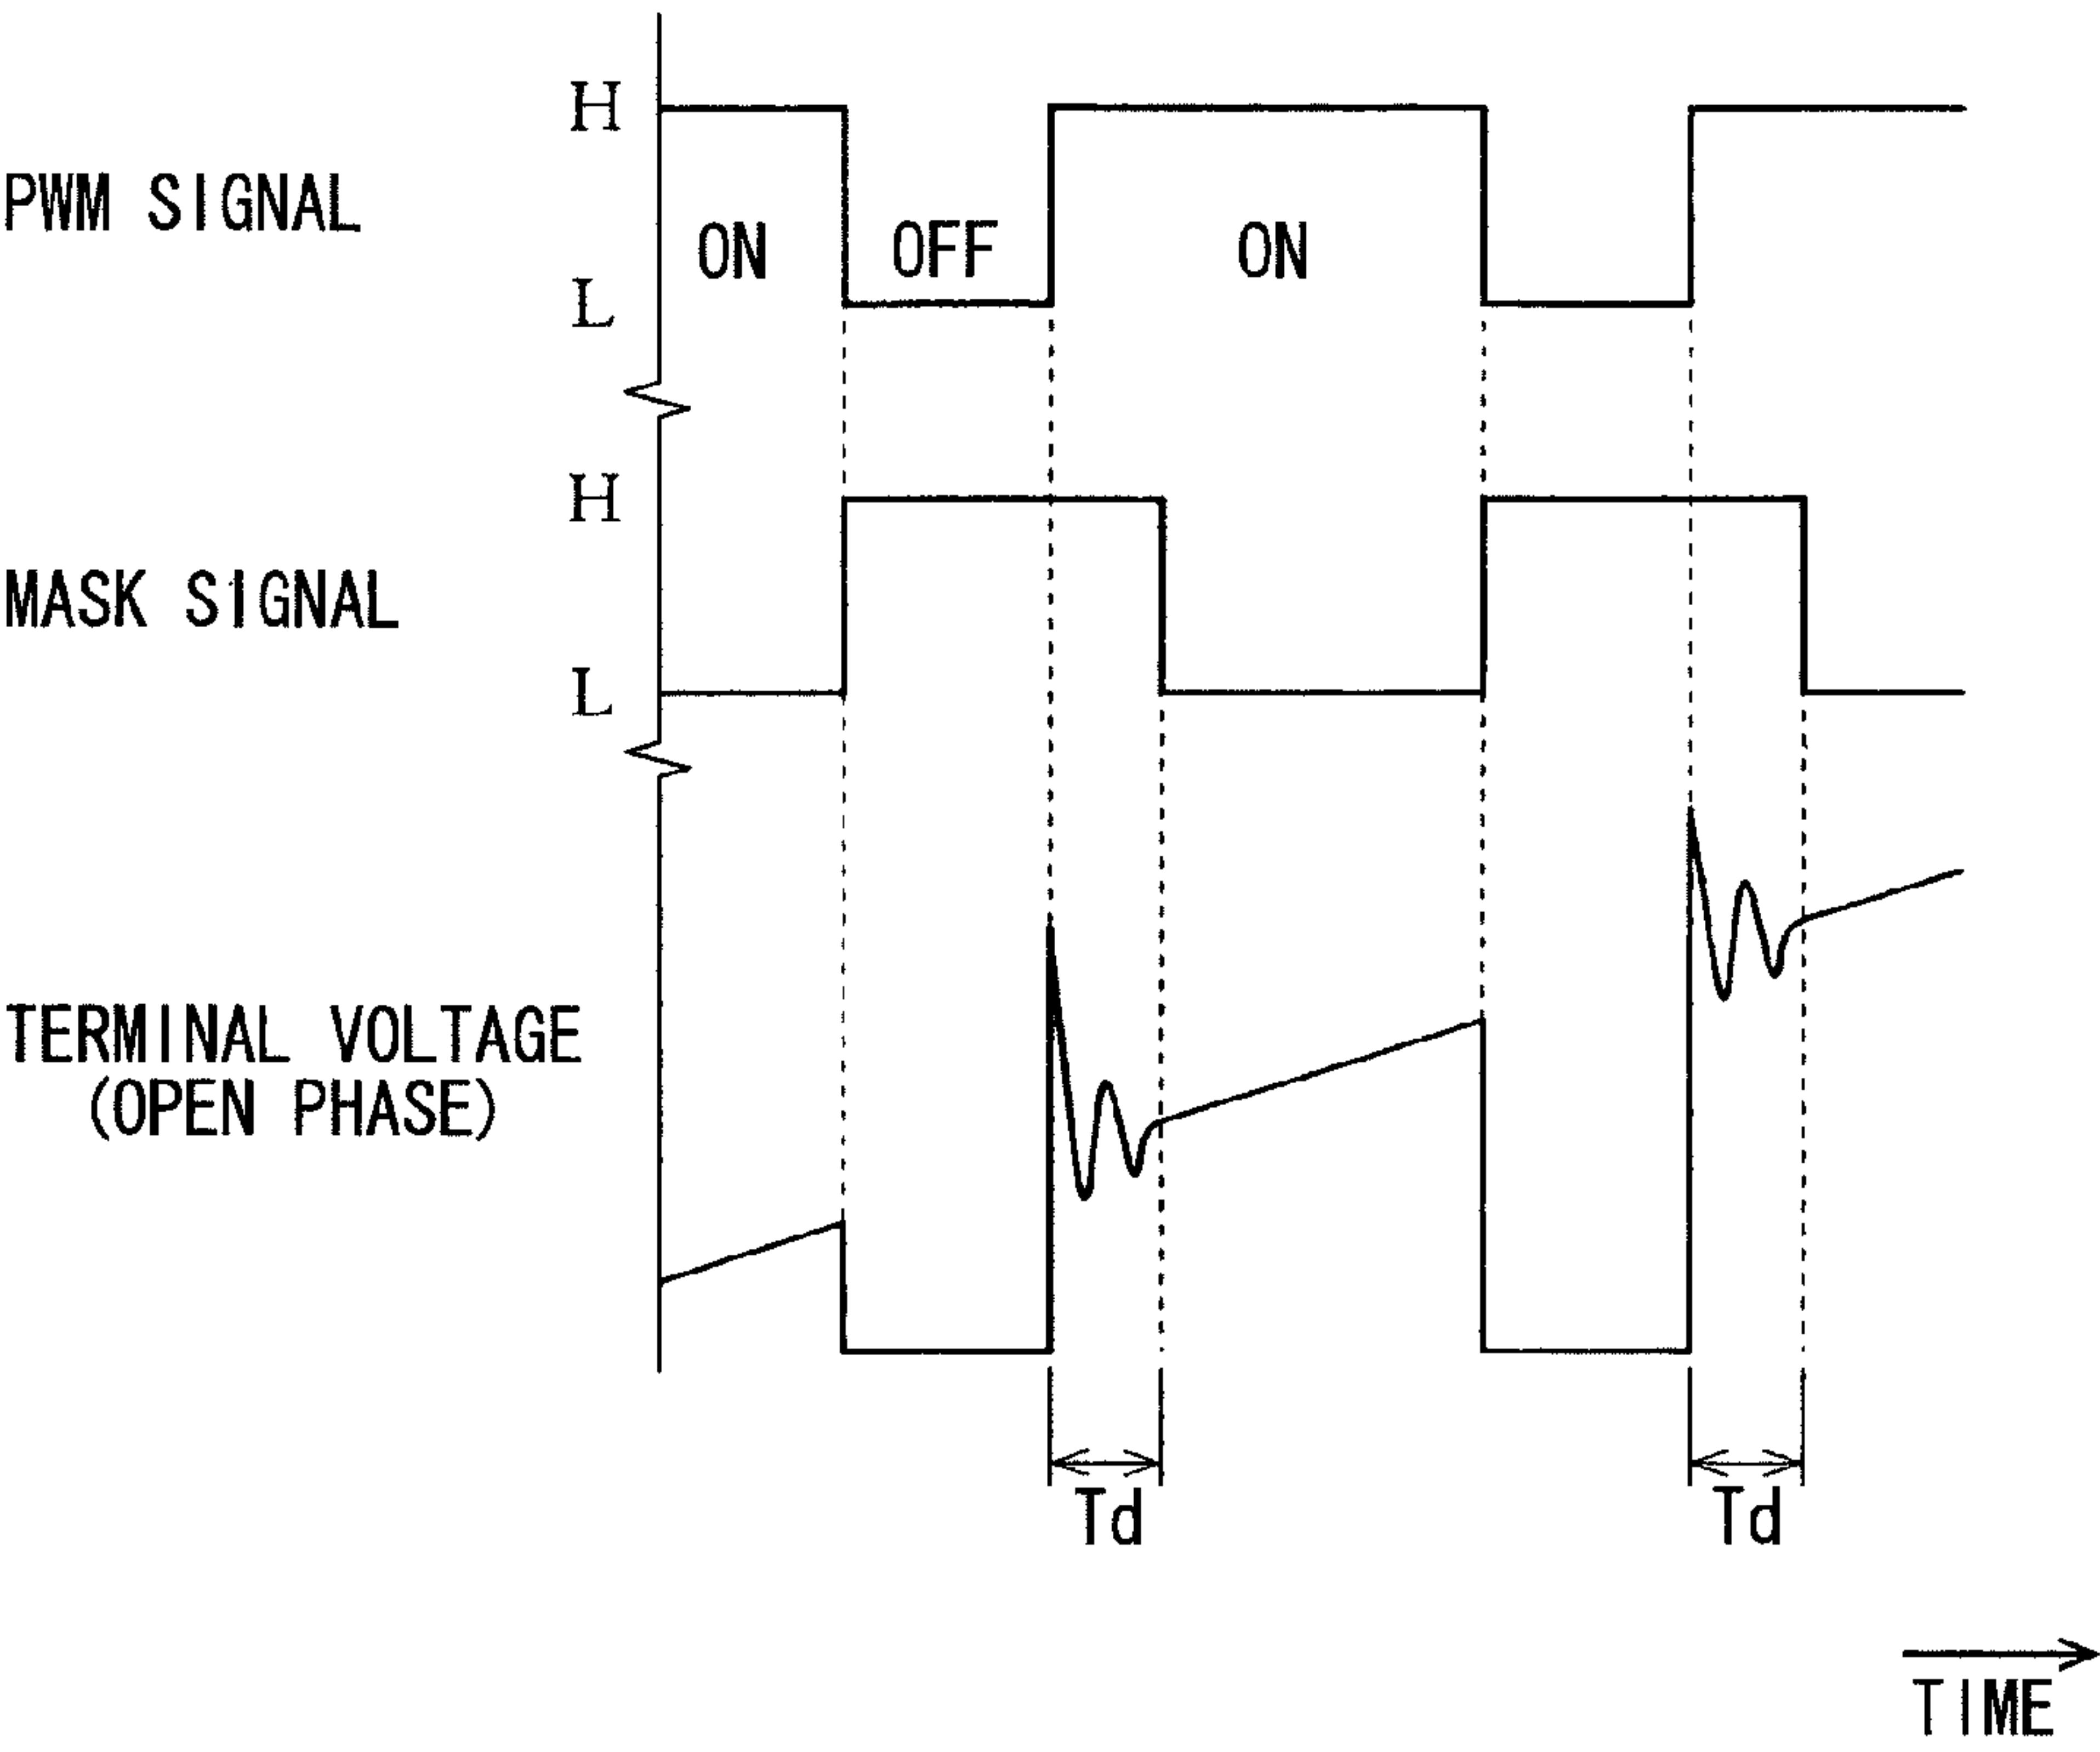 H
PWM SIGNAL
ON OFF ON
L
H
MASK SIGNAL
L
TERMINAL VOLTAGE
(OPEN PHASE)
Td Td
TIME